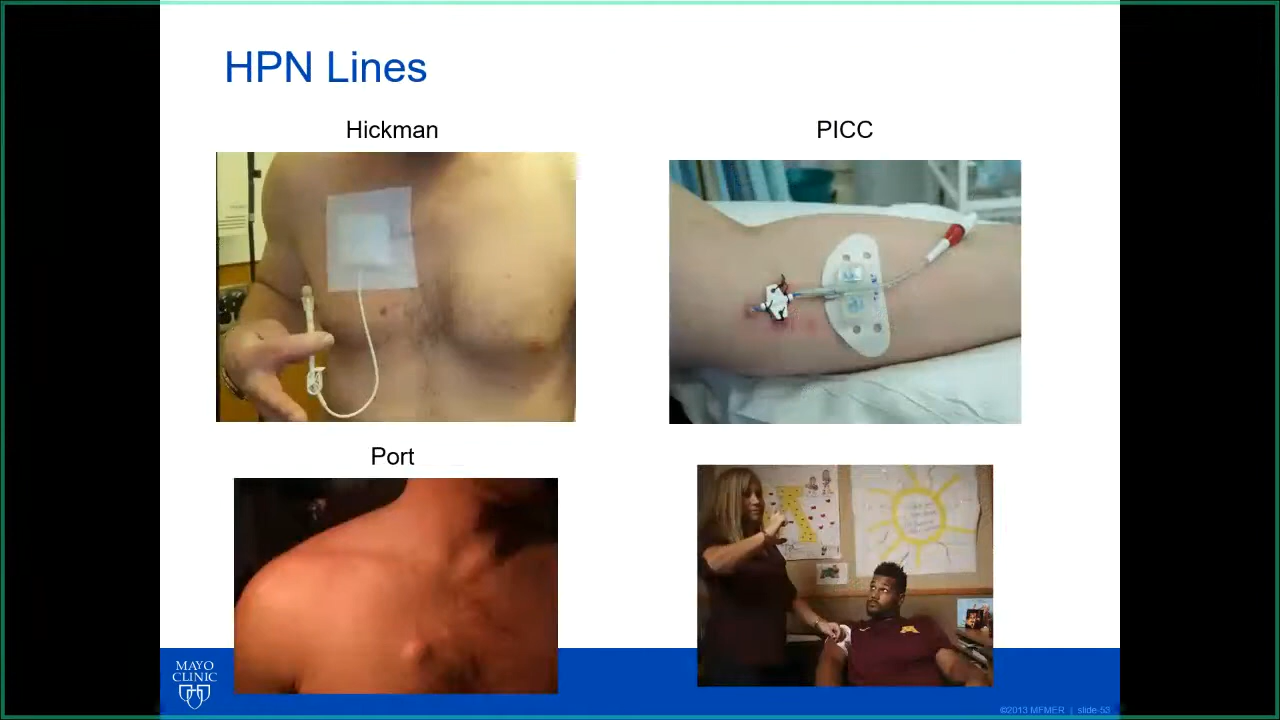 HPN Lines
Hickman
PICC
Port
MAYO
CLINIC
©2013 MFMER | slide-53